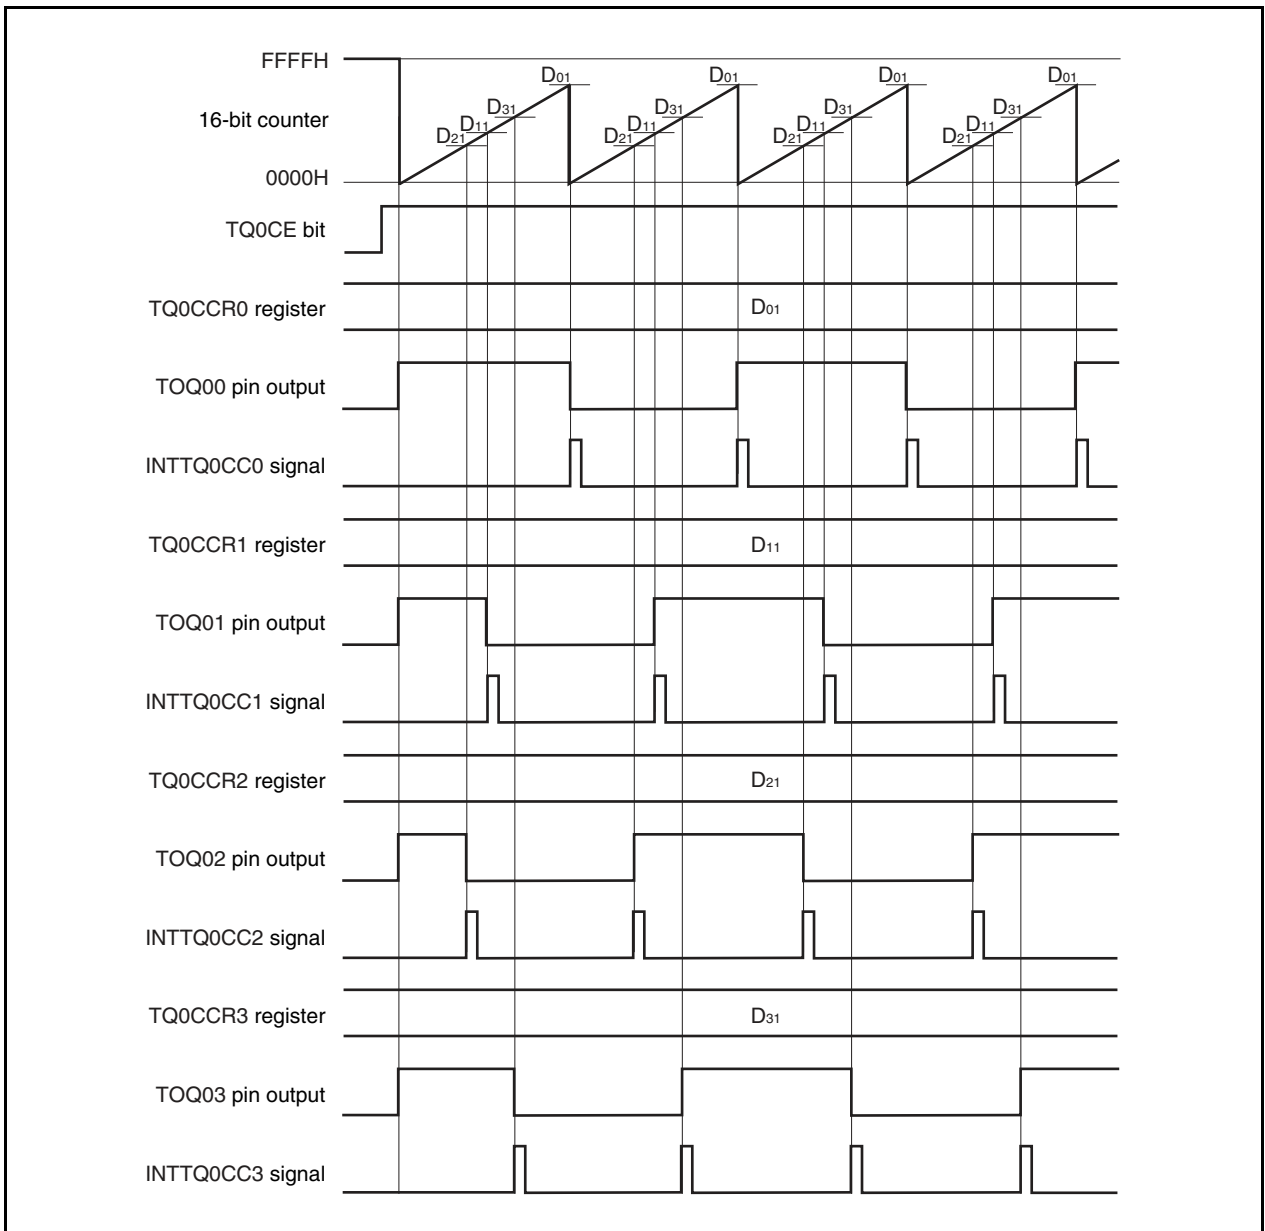 FFFFH
D01 D01 D01 D01
D31 D31 D31 D31
16-bit counter
D11 D11 D11 D11
D21 D21 D21 D21
0000H
TQ0CE bit
TQ0CCR0 register D01
TOQ00 pin output
INTTQ0CC0 signal
TQ0CCR1 register D11
TOQ01 pin output
INTTQ0CC1 signal
TQ0CCR2 register D21
TOQ02 pin output
INTTQ0CC2 signal
TQ0CCR3 register D31
TOQ03 pin output
INTTQ0CC3 signal